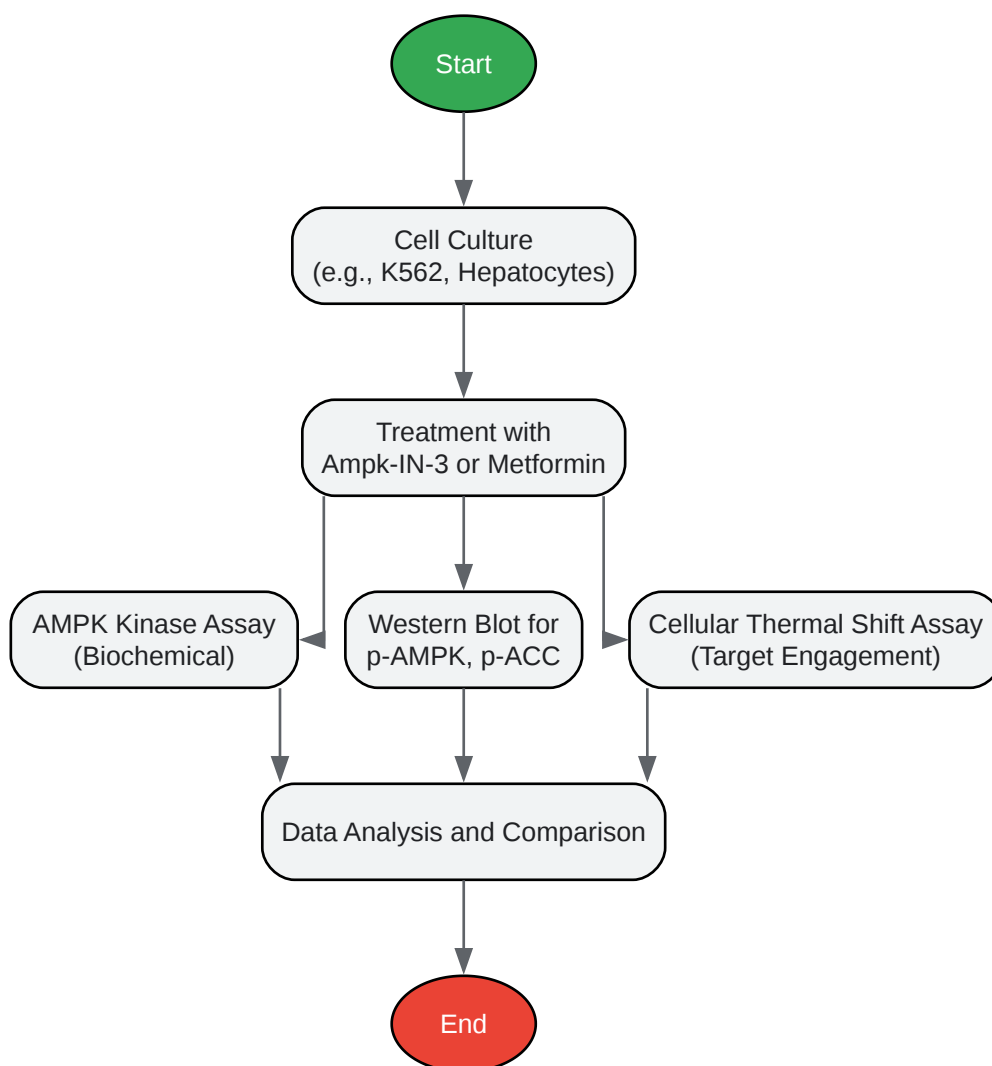 Start
Cell Culture
(e.g., K562, Hepatocytes)
Treatment with
Ampk-IN-3 or Metformin
AMPK Kinase Assay
(Biochemical)
Western Blot for
p-AMPK, p-ACC
Cellular Thermal Shift Assay
(Target Engagement)
Data Analysis and Comparison
End